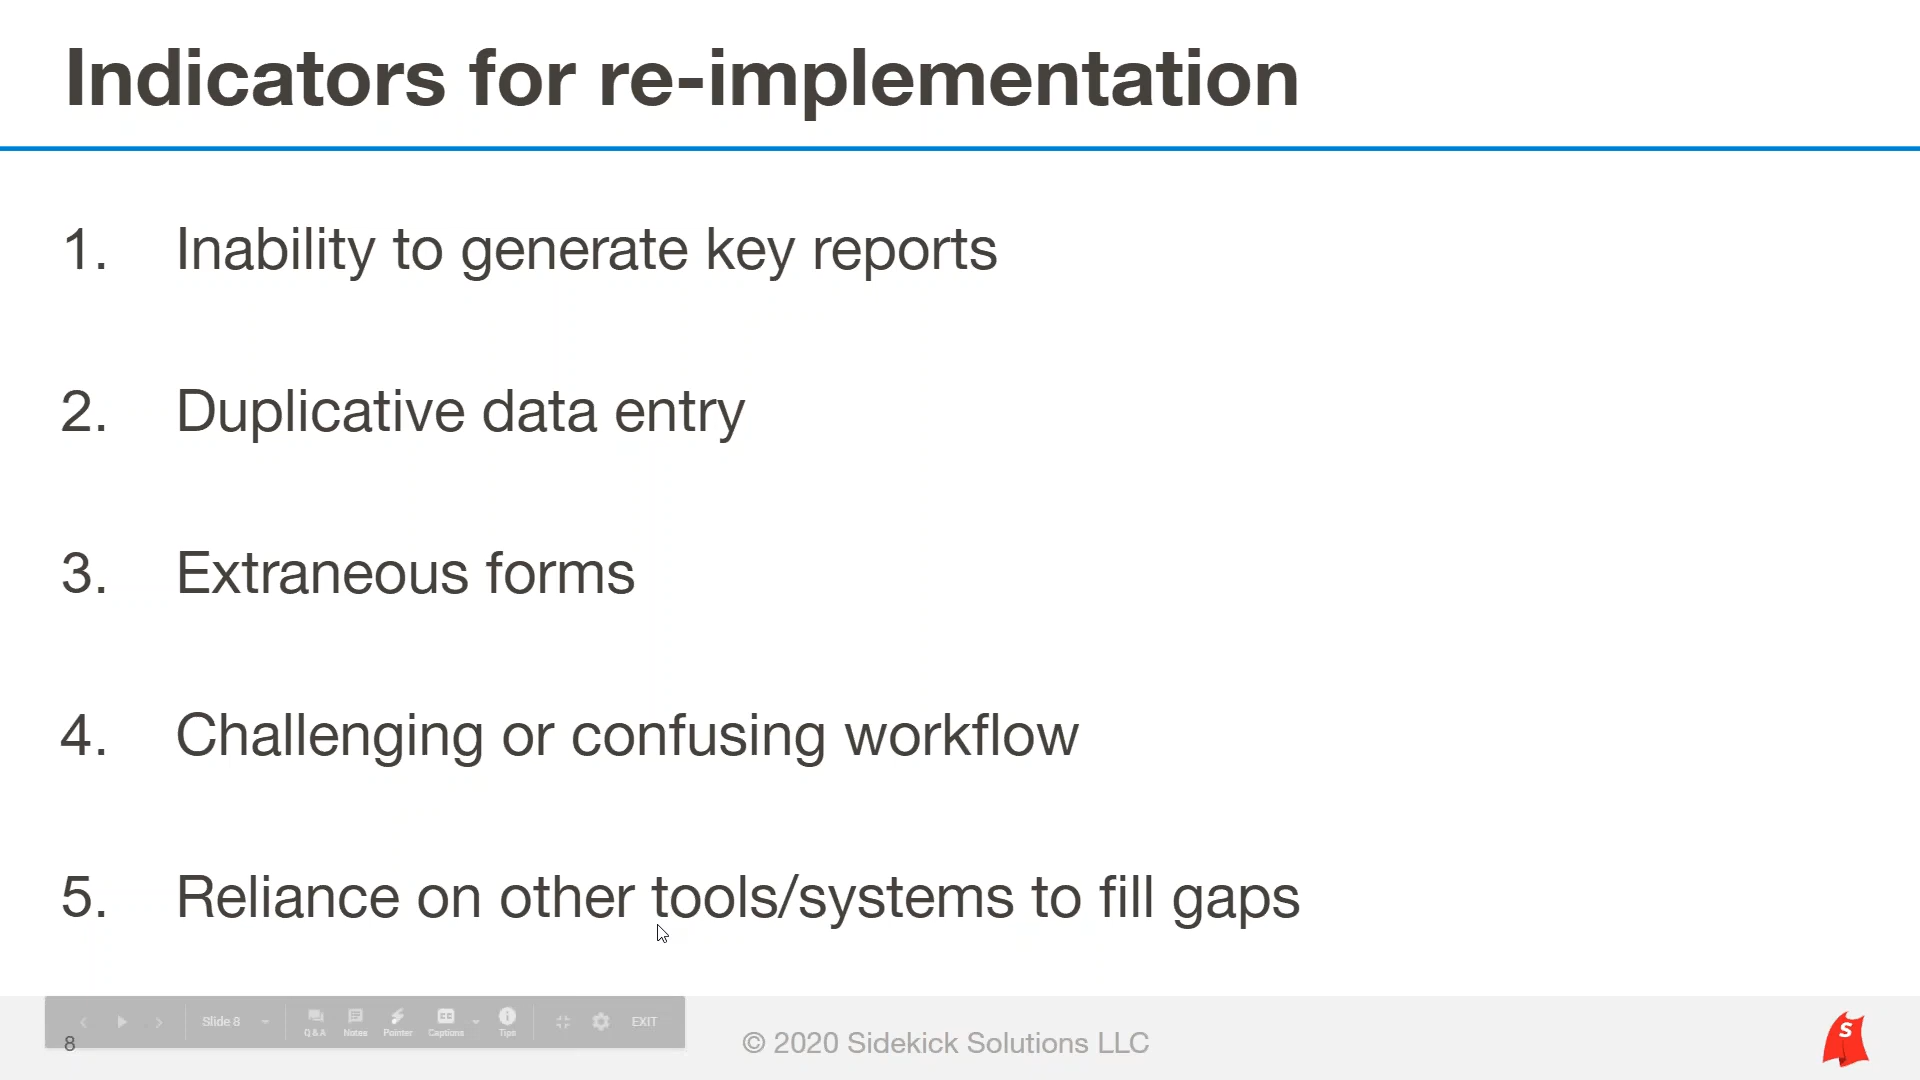 Indicators for re-implementation
1. Inability to generate key reports
2. Duplicative data entry
3. Extraneous forms
4. Challenging or confusing workflow
5. Reliance on other tools/systems to fill gaps
Slide 8
Q & A Notes Pointer Captions Tips EXIT
8
© 2020 Sidekick Solutions LLC
S